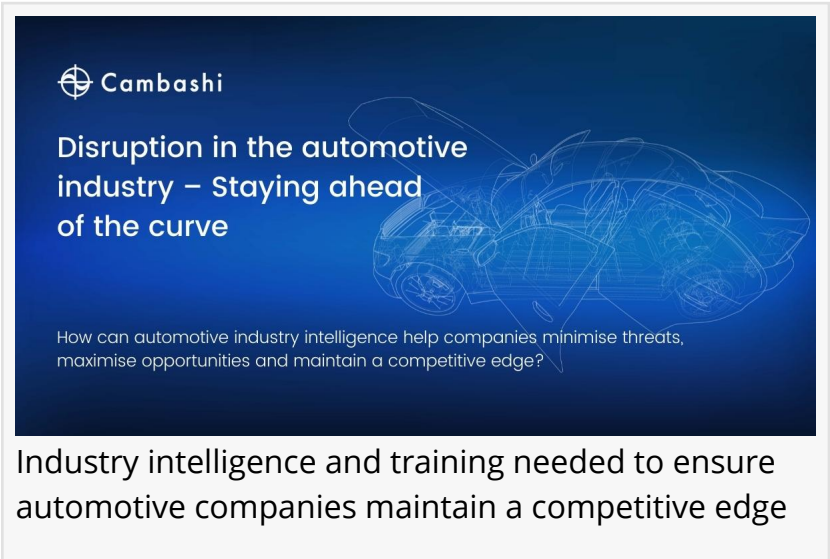 Cambashi
Disruption in the automotive
industry – Staying ahead
of the curve
How can automotive industry intelligence help companies minimise threats,
maximise opportunities and maintain a competitive edge?
Industry intelligence and training needed to ensure
automotive companies maintain a competitive edge